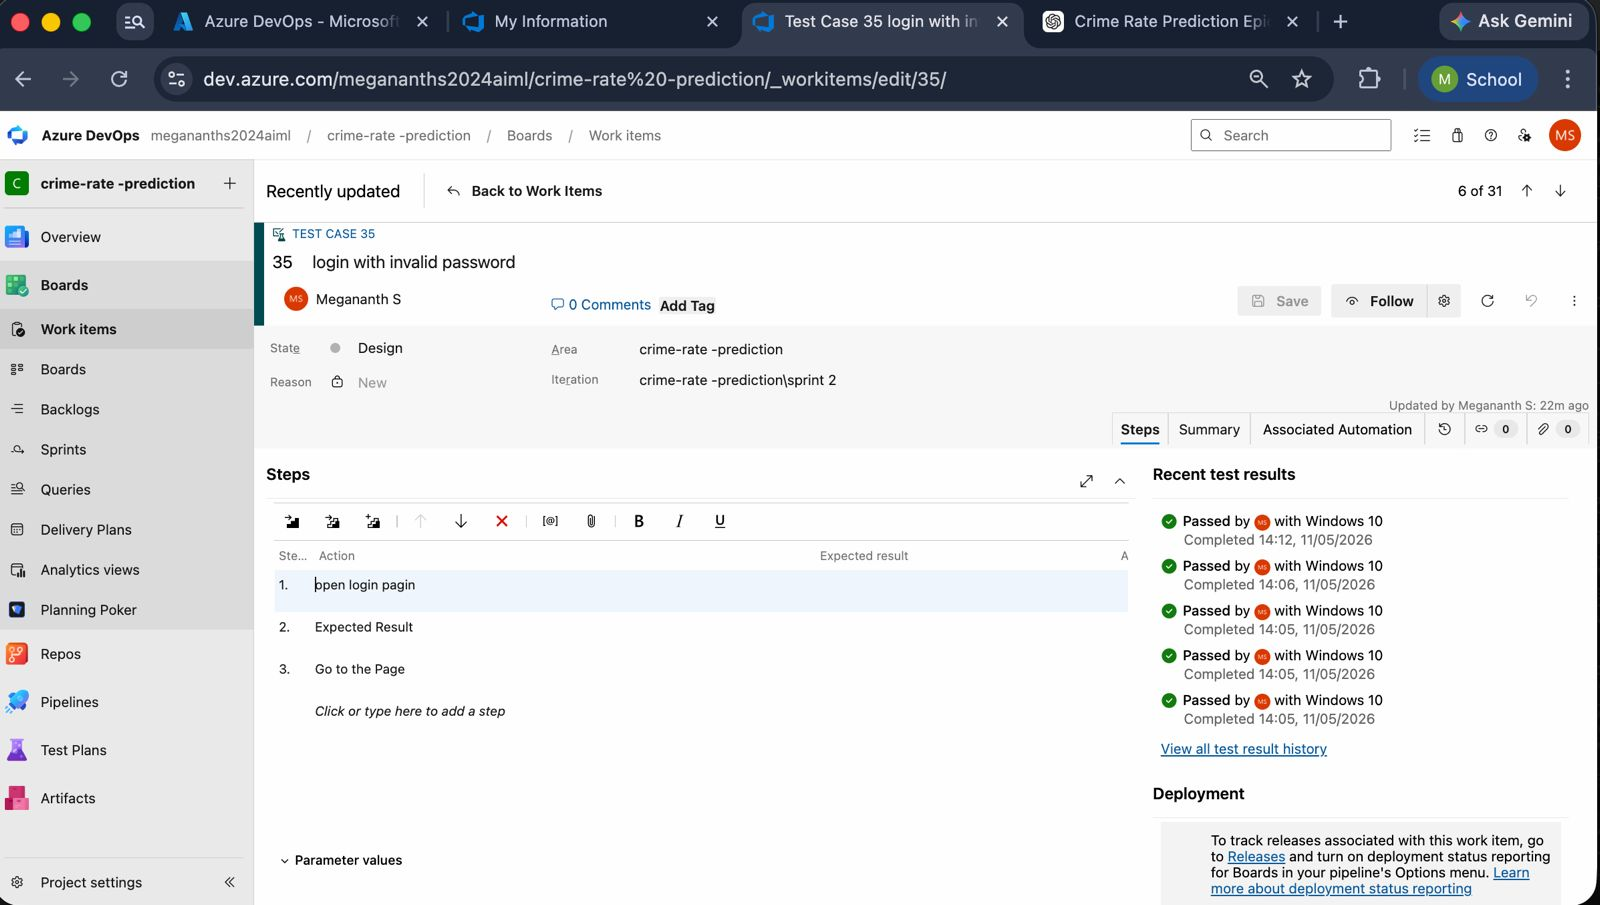 Azure DevOps - Microsoft
My Information
Test Case 35 login with in
Crime Rate Prediction Epi
Ask Gemini
dev.azure.com/megananths2024aiml/crime-rate%20-prediction/_workitems/edit/35/
M School
Azure DevOps megananths2024aiml / crime-rate -prediction / Boards / Work items
Search
MS
C crime-rate -prediction
Overview
Boards
Work items
Boards
Backlogs
Sprints
Queries
Delivery Plans
Analytics views
Planning Poker
Repos
Pipelines
Test Plans
Artifacts
Project settings
Recently updated
Back to Work Items
6 of 31
TEST CASE 35
35 login with invalid password
MS Megananth S
0 Comments Add Tag
Save
Follow
State Design
Area crime-rate -prediction
Reason New
Iteration crime-rate -prediction\sprint 2
Updated by Megananth S: 22m ago
Steps Summary Associated Automation 0 0
Steps
[@] B I U
Ste... Action Expected result A
1. open login pagin
2. Expected Result
3. Go to the Page
Click or type here to add a step
Parameter values
Recent test results
Passed by MS with Windows 10
Completed 14:12, 11/05/2026
Passed by MS with Windows 10
Completed 14:06, 11/05/2026
Passed by MS with Windows 10
Completed 14:05, 11/05/2026
Passed by MS with Windows 10
Completed 14:05, 11/05/2026
Passed by MS with Windows 10
Completed 14:05, 11/05/2026
View all test result history
Deployment
To track releases associated with this work item, go
to Releases and turn on deployment status reporting
for Boards in your pipeline's Options menu. Learn
more about deployment status reporting